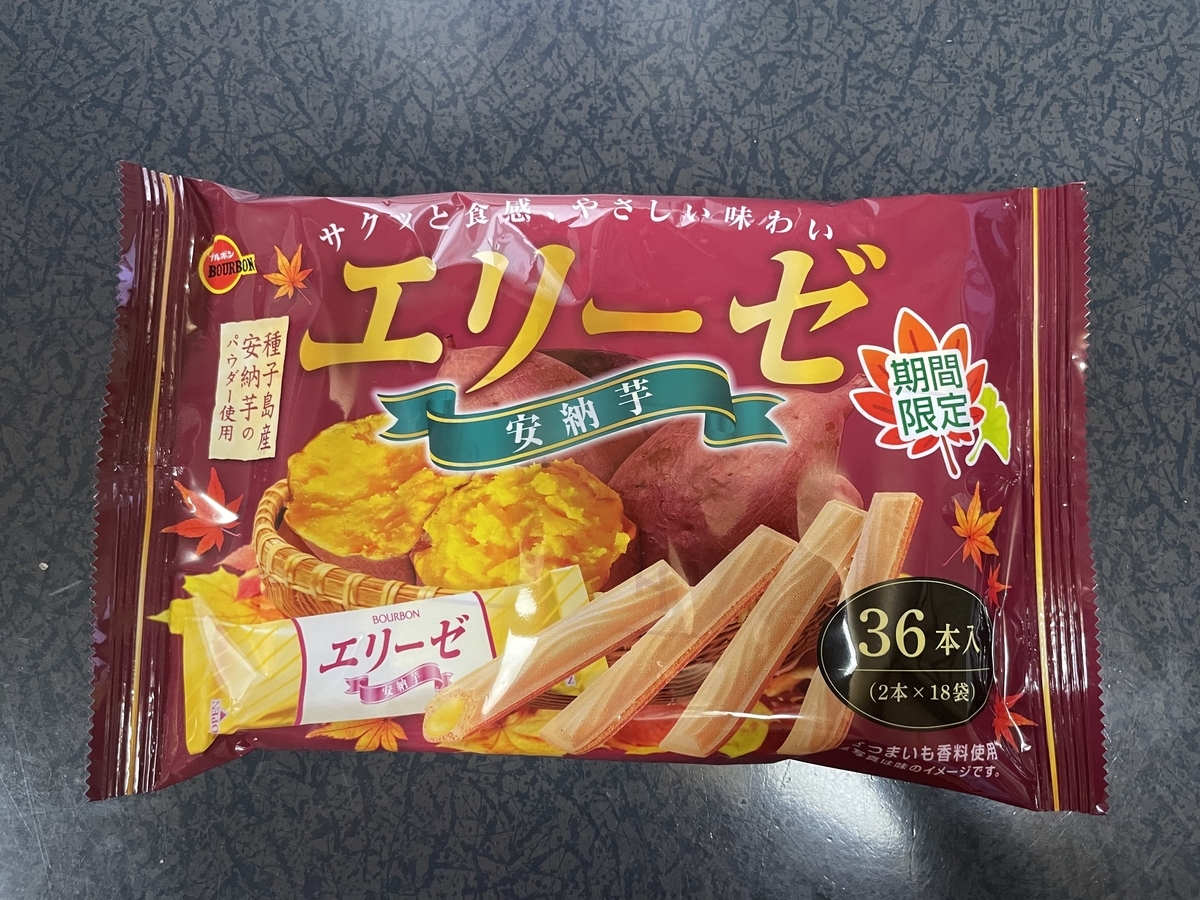 サクッと食感、やさしい味わい
ブルボン
BOURBON
エリーゼ
安納芋
種子島産
安納芋の
パウダー使用
期間
限定
BOURBON
エリーゼ
安納芋
OPEN
36本入
(2本×18袋)
さつまいも香料使用
写真は味のイメージです。